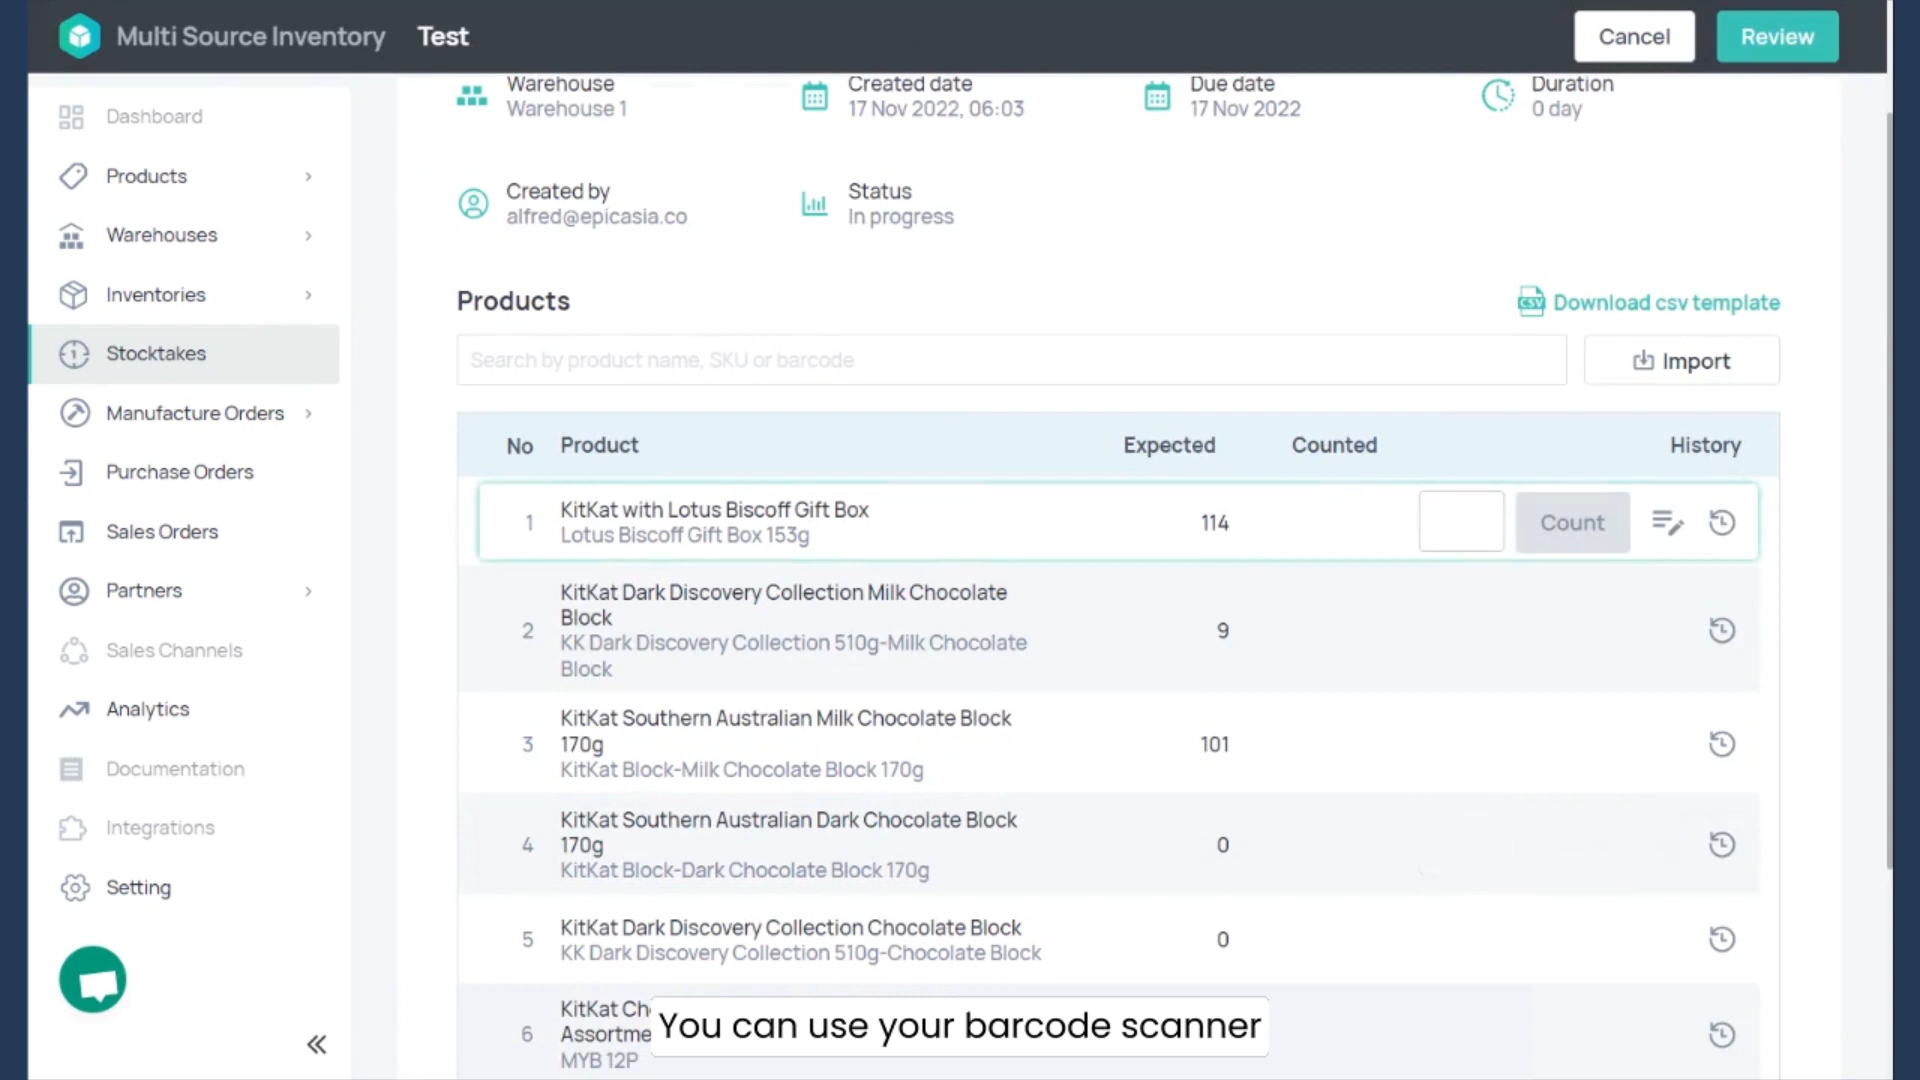 Multi Source Inventory
Test
Cancel
Review
Dashboard
Products
Warehouses
Inventories
Stocktakes
Manufacture Orders
Purchase Orders
Sales Orders
Partners
Sales Channels
Analytics
Documentation
Integrations
Setting
Warehouse
Warehouse 1
Created date
17 Nov 2022, 06:03
Due date
17 Nov 2022
Duration
0 day
Created by
alfred@epicasia.co
Status
In progress
Products
CSV Download csv template
Search by product name, SKU or barcode
Import
No Product Expected Counted History
1 KitKat with Lotus Biscoff Gift Box 114 Count
Lotus Biscoff Gift Box 153g
KitKat Dark Discovery Collection Milk Chocolate
Block
2 9
KK Dark Discovery Collection 510g-Milk Chocolate
Block
KitKat Southern Australian Milk Chocolate Block
3 170g 101
KitKat Block-Milk Chocolate Block 170g
KitKat Southern Australian Dark Chocolate Block
4 170g 0
KitKat Block-Dark Chocolate Block 170g
KitKat Dark Discovery Collection Chocolate Block
5 0
KK Dark Discovery Collection 510g-Chocolate Block
KitKat Ch
6 Assortme
MYB 12P
You can use your barcode scanner